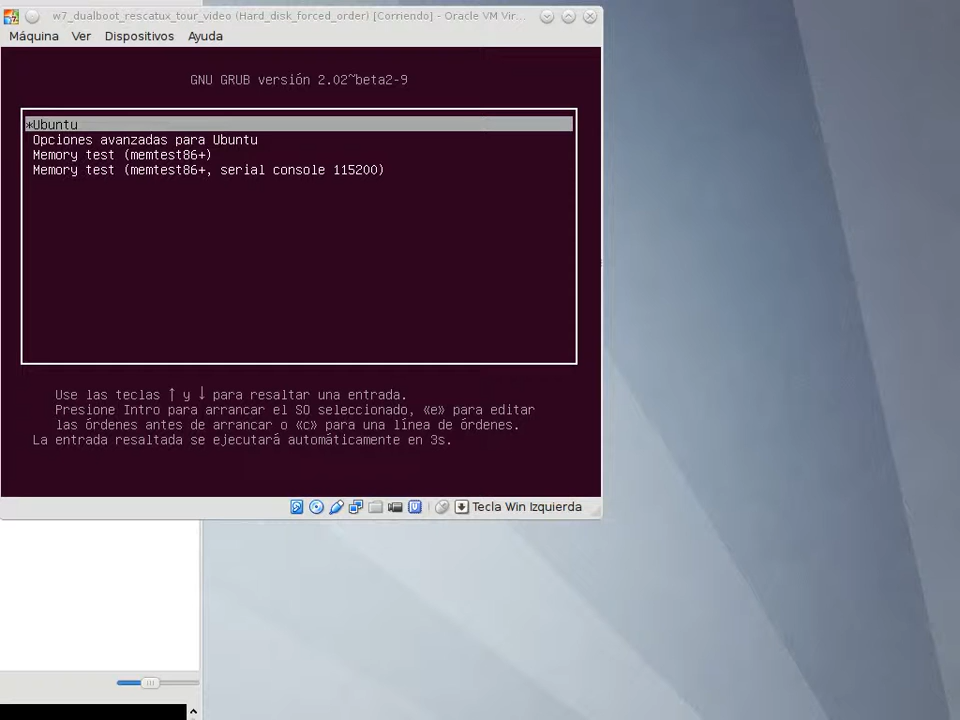 w7_dualboot_rescatux_tour_video (Hard_disk_forced_order) [Corriendo] - Oracle VM Vir...
Máquina Ver Dispositivos Ayuda
GNU GRUB versión 2.02~beta2-9
*Ubuntu
Opciones avanzadas para Ubuntu
Memory test (memtest86+)
Memory test (memtest86+, serial console 115200)
Use las teclas ↑ y ↓ para resaltar una entrada.
Presione Intro para arrancar el SO seleccionado, «e» para editar
las órdenes antes de arrancar o «c» para una línea de órdenes.
La entrada resaltada se ejecutará automáticamente en 3s.
Tecla Win Izquierda